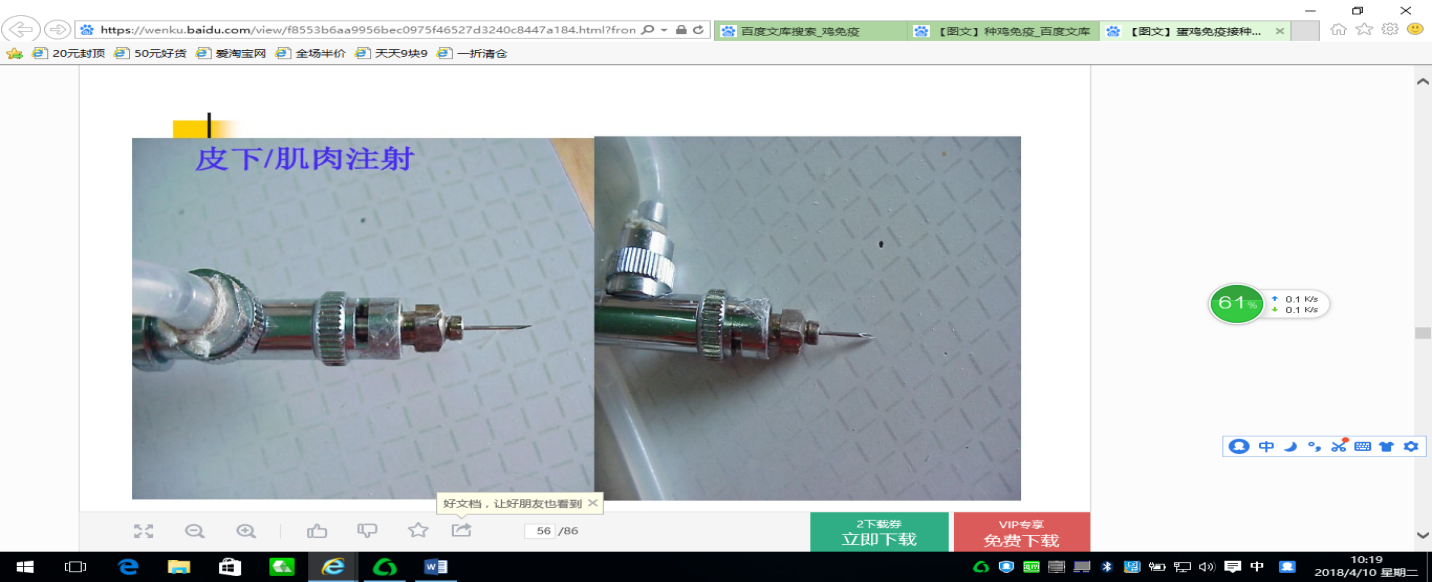 https://wenku.baidu.com/view/f8553b6aa9956bec0975f46527d3240c8447a184.html?fron
百度文库搜索_鸡免疫
【图文】种鸡免疫_百度文库
【图文】蛋鸡免疫接种...
20元封顶
50元好货
爱淘宝网
全场半价
天天9块9
一折清仓
皮下/肌肉注射
61%
0.1 K/s
0.1 K/s
中
好文档，让好朋友也看到
56 /86
2下载券
立即下载
VIP专享
免费下载
中
10:19
2018/4/10 星期二